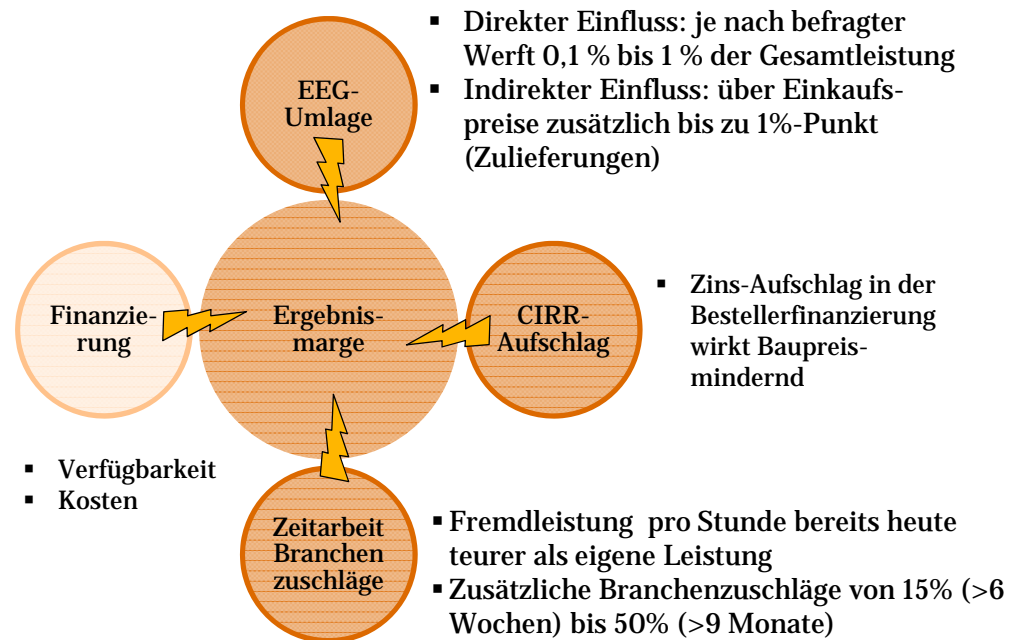 EEG-
Umlage
▪ Direkter Einfluss: je nach befragter
Werft 0,1 % bis 1 % der Gesamtleistung
▪ Indirekter Einfluss: über Einkaufs-
preise zusätzlich bis zu 1%-Punkt
(Zulieferungen)
Finanzie-
rung
Ergebnis-
marge
CIRR-
Aufschlag
▪ Zins-Aufschlag in der
Bestellerfinanzierung
wirkt Baupreis-
mindernd
▪ Verfügbarkeit
▪ Kosten
Zeitarbeit
Branchen
zuschläge
▪ Fremdleistung pro Stunde bereits heute
teurer als eigene Leistung
▪ Zusätzliche Branchenzuschläge von 15% (>6
Wochen) bis 50% (>9 Monate)